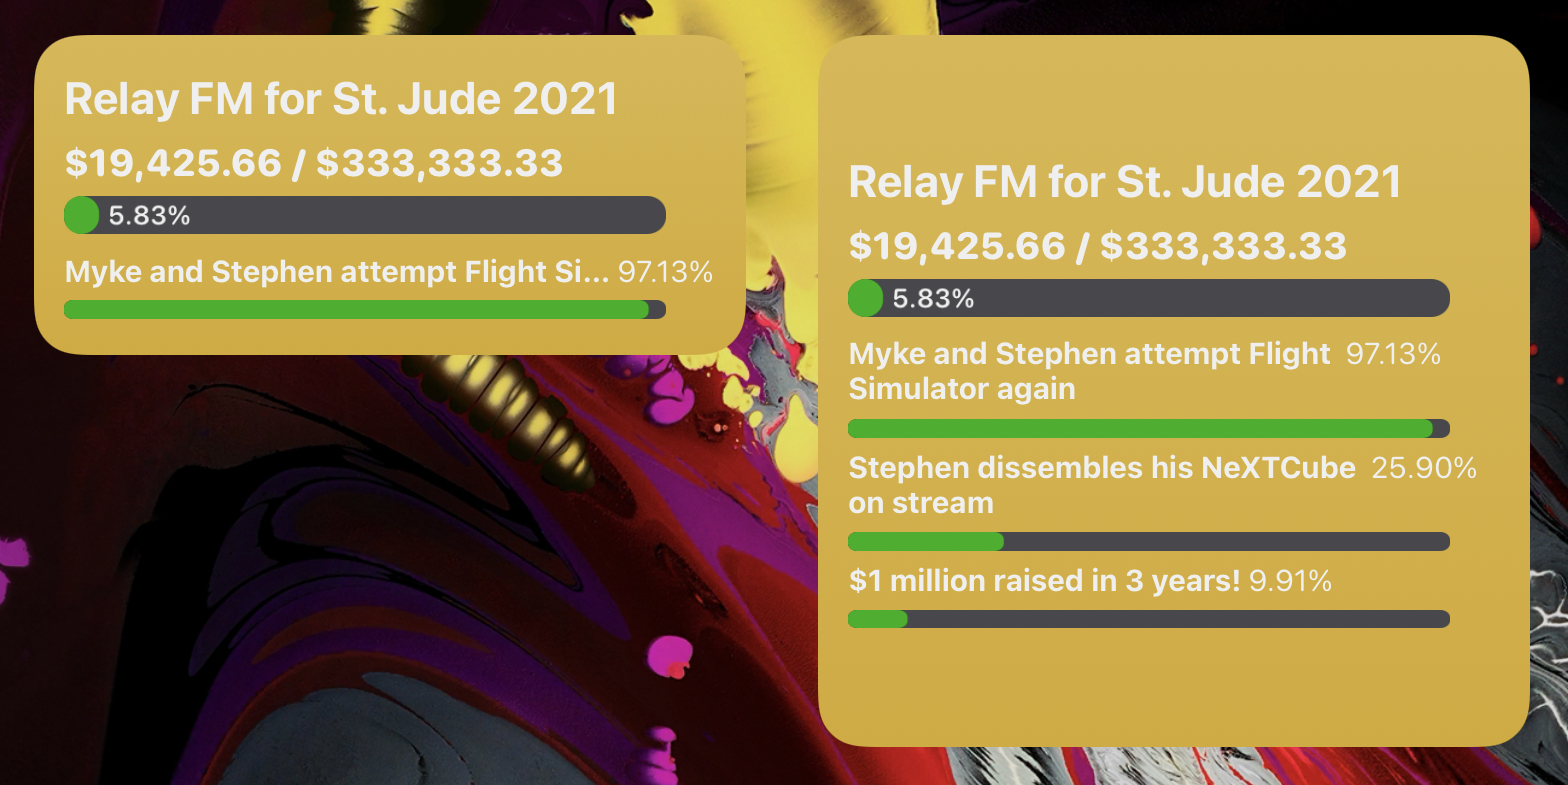 Relay FM for St. Jude 2021
$19,425.66 / $333,333.33
5.83%
Myke and Stephen attempt Flight Si... 97.13%
Relay FM for St. Jude 2021
$19,425.66 / $333,333.33
5.83%
Myke and Stephen attempt Flight 97.13%
Simulator again
Stephen dissembles his NeXTCube 25.90%
on stream
$1 million raised in 3 years! 9.91%